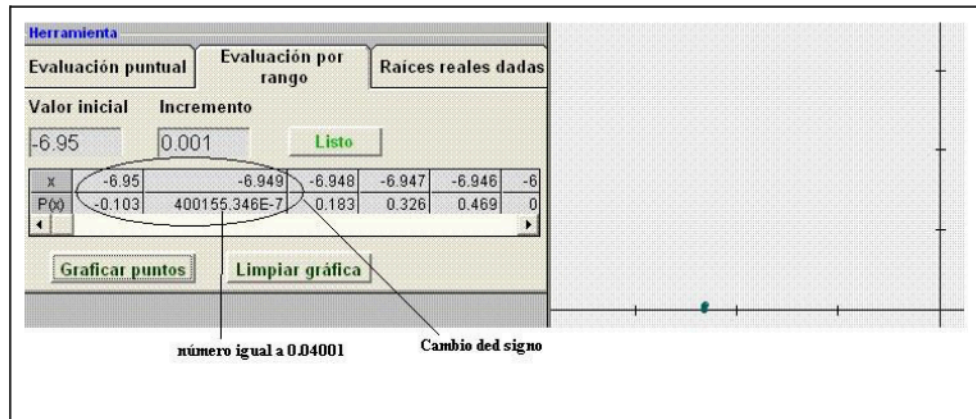 Herramienta
Evaluación puntual
Evaluación por
rango
Raíces reales dadas
Valor inicial Incremento
-6.95 0.001 Listo
x -6.95 -6.949 -6.948 -6.947 -6.946 -6
P(x) -0.103 400155.346E-7 0.183 0.326 0.469 0
Graficar puntos Limpiar gráfica
número igual a 0.04001
Cambio ded signo